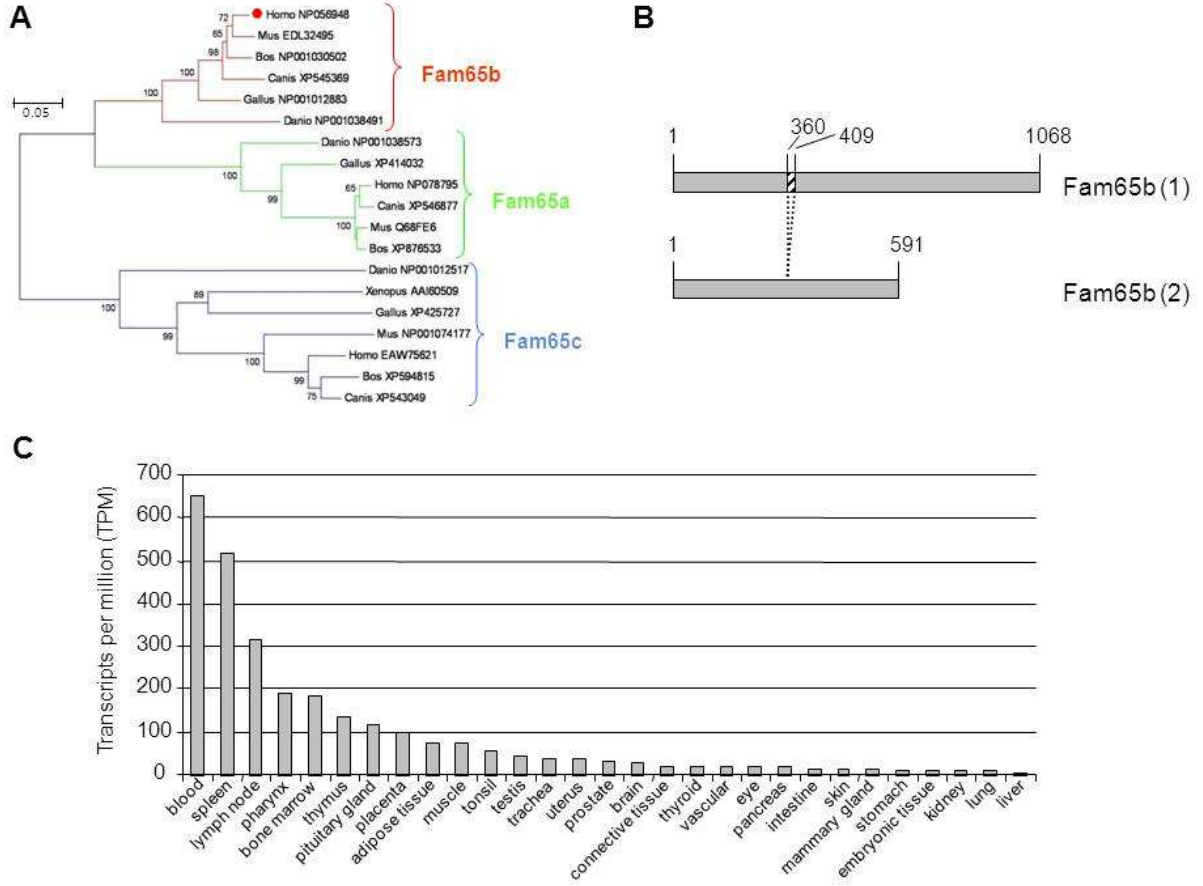 A
0.05
72
65
98
100
100
Homo NP056948
Mus EDL32495
Bos NP001030502
Canis XP545369
Gallus NP001012883
Danio NP001038491
Fam65b
Danio NP001038573
Gallus XP414032
Homo NP078795
Canis XP546877
Mus Q68FE6
Bos XP876533
100
99
65
100
Fam65a
Danio NP001012517
Xenopus AAI60509
Gallus XP425727
Mus NP001074177
Homo EAW75621
Bos XP594815
Canis XP543049
100
89
99
100
99
75
Fam65c
B
1
360
409
1068
Fam65b (1)
1
591
Fam65b (2)
C
Transcripts per million (TPM)
700
600
500
400
300
200
100
0
blood
spleen
lymph node
pharynx
bone marrow
thymus
pituitary gland
placenta
adipose tissue
muscle
tonsil
testis
trachea
uterus
prostate
brain
connective tissue
thyroid
vascular
eye
pancreas
intestine
skin
mammary gland
stomach
embryonic tissue
kidney
lung
liver